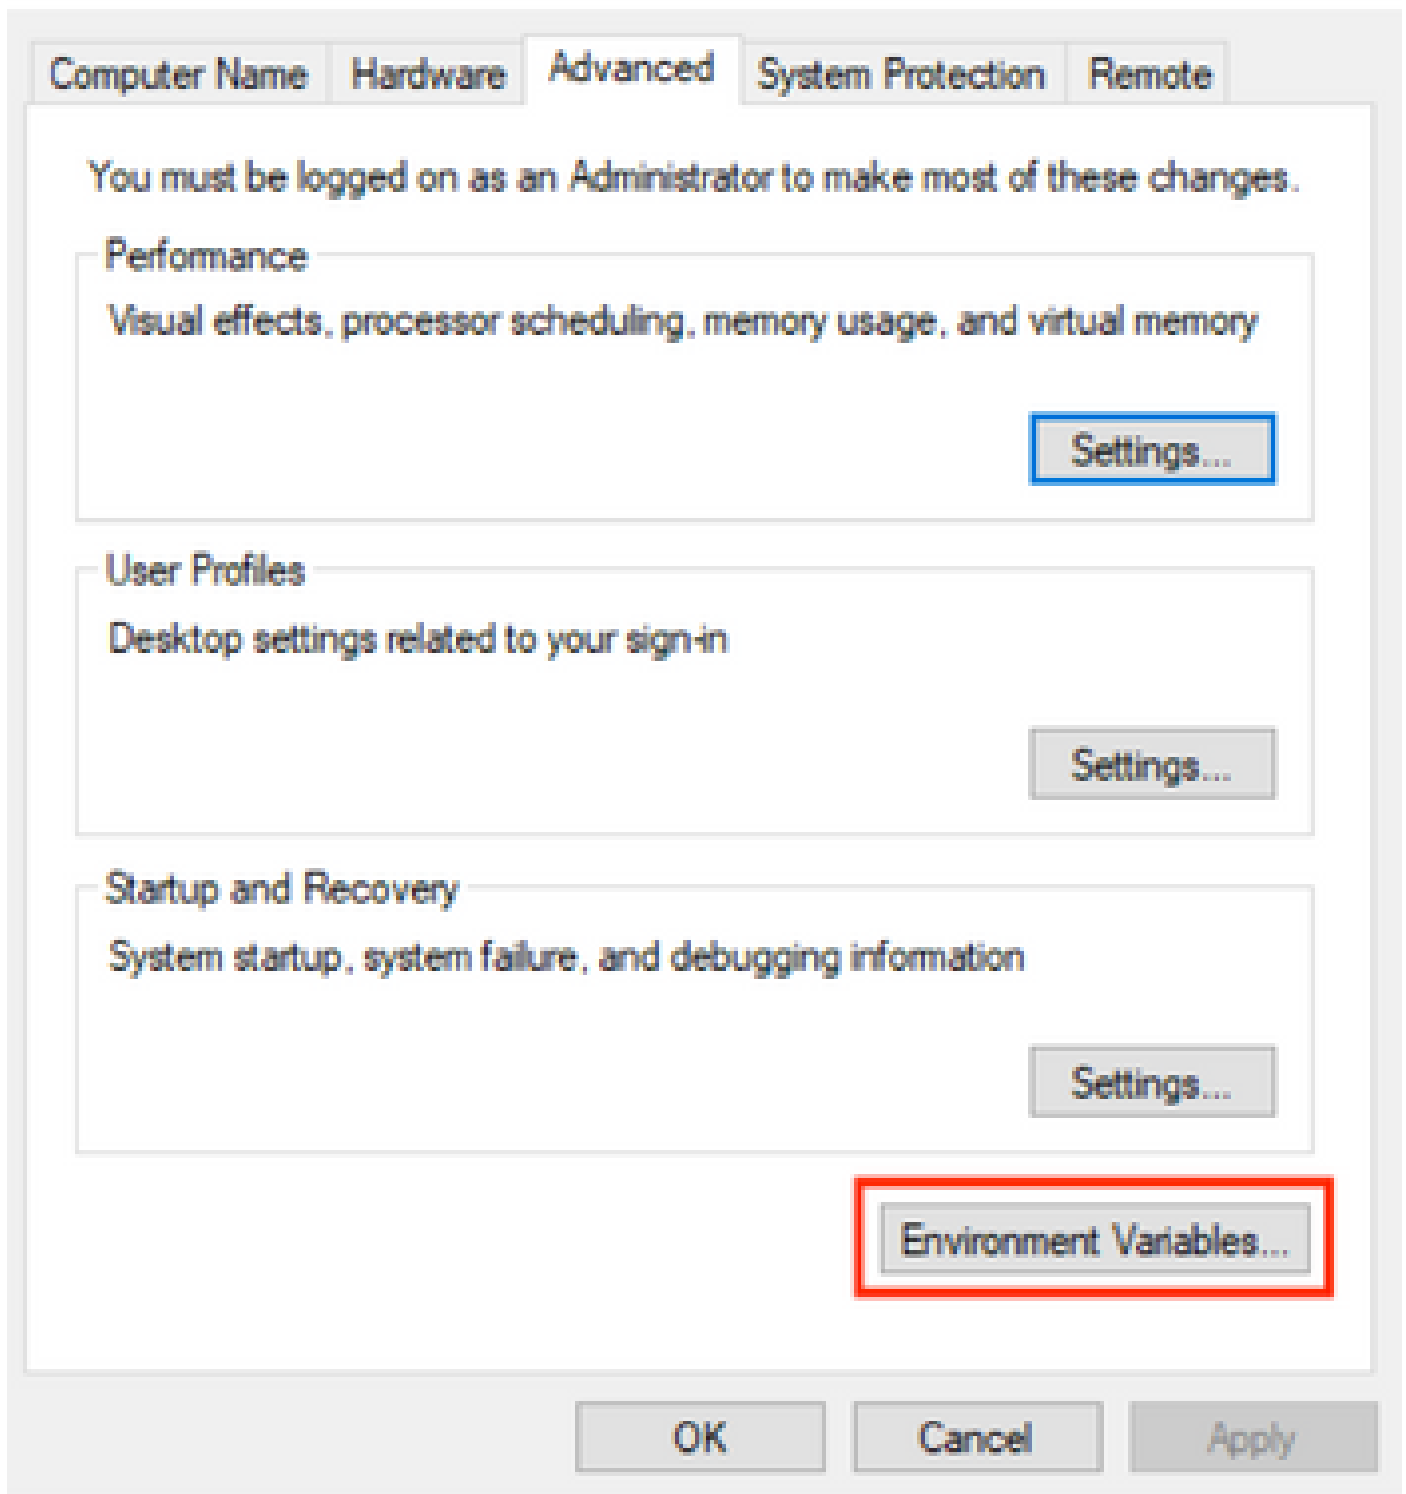 Computer Name Hardware Advanced System Protection Remote
You must be logged on as an Administrator to make most of these changes.
Performance
Visual effects, processor scheduling, memory usage, and virtual memory
Settings...
User Profiles
Desktop settings related to your sign-in
Settings...
Startup and Recovery
System startup, system failure, and debugging information
Settings...
Environment Variables...
OK Cancel Apply